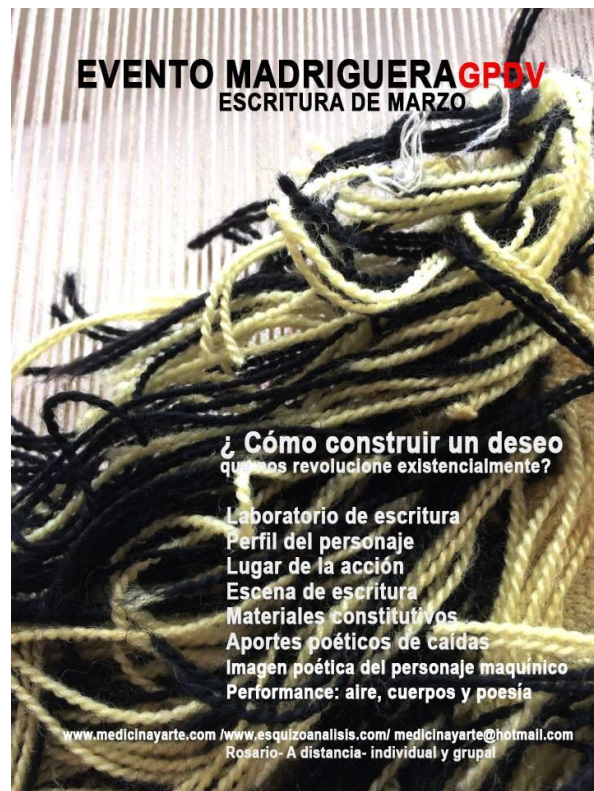 EVENTO MADRIGUERAGPDV
ESCRITURA DE MARZO
¿ Cómo construir un deseo
que nos revolucione existencialmente?
Laboratorio de escritura
Perfil del personaje
Lugar de la acción
Escena de escritura
Materiales constitutivos
Aportes poéticos de caídas
Imagen poética del personaje maquínico
Performance: aire, cuerpos y poesía
www.medicinayarte.com /www.esquizoanalisis.com/ medicinayarte@hotmail.com
Rosario- A distancia- individual y grupal